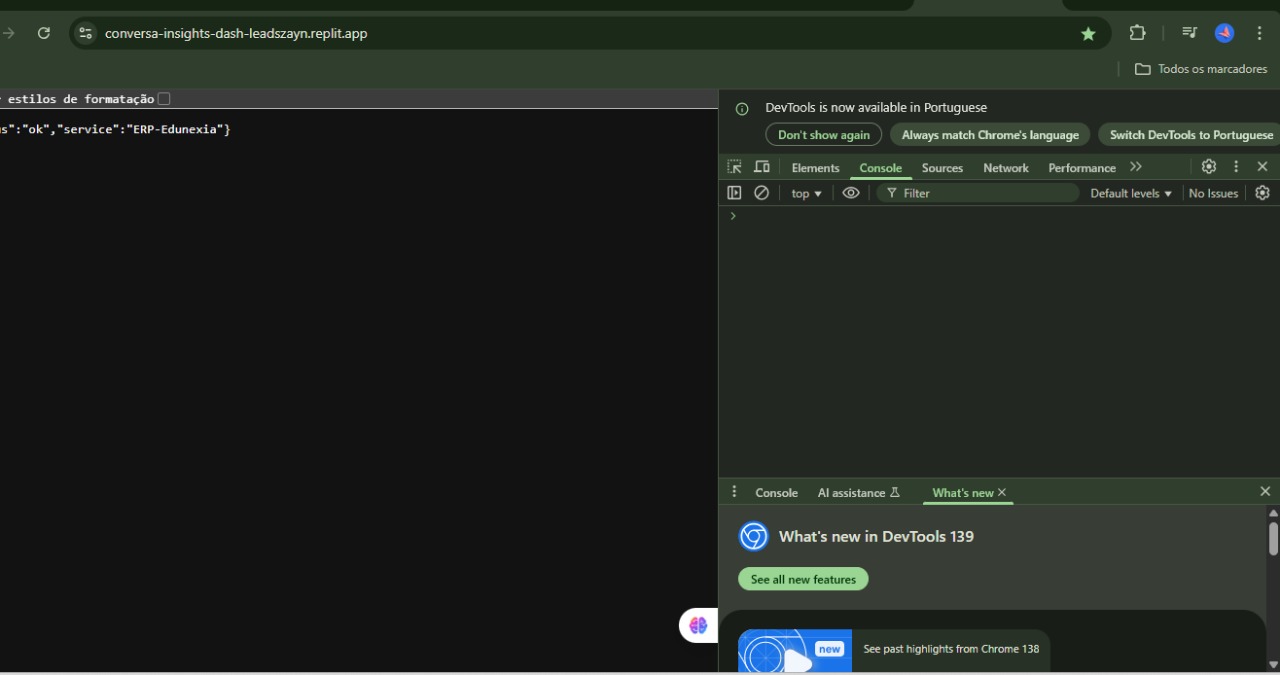 conversa-insights-dash-leadszayn.replit.app
Todos os marcadores
estilos de formatação
s":"ok","service":"ERP-Edunexia"}
DevTools is now available in Portuguese
Don't show again
Always match Chrome's language
Switch DevTools to Portuguese
Elements
Console
Sources
Network
Performance
top
Filter
Default levels
No Issues
Console
AI assistance
What's new
What's new in DevTools 139
See all new features
new
See past highlights from Chrome 138